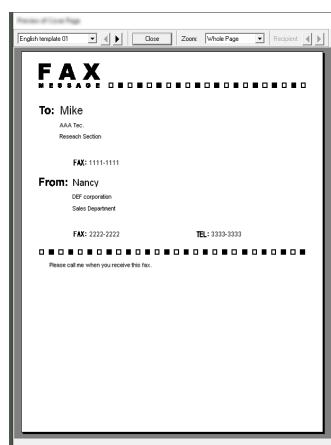 Preview of Cover Page
English template 01 Close Zoom: Whole Page Recipient
FAX
MESSAGE
To: Mike
AAA Tec.
Reseach Section
FAX: 1111-1111
From: Nancy
DEF corporation
Sales Department
FAX: 2222-2222 TEL: 3333-3333
Please call me when you receive this fax.